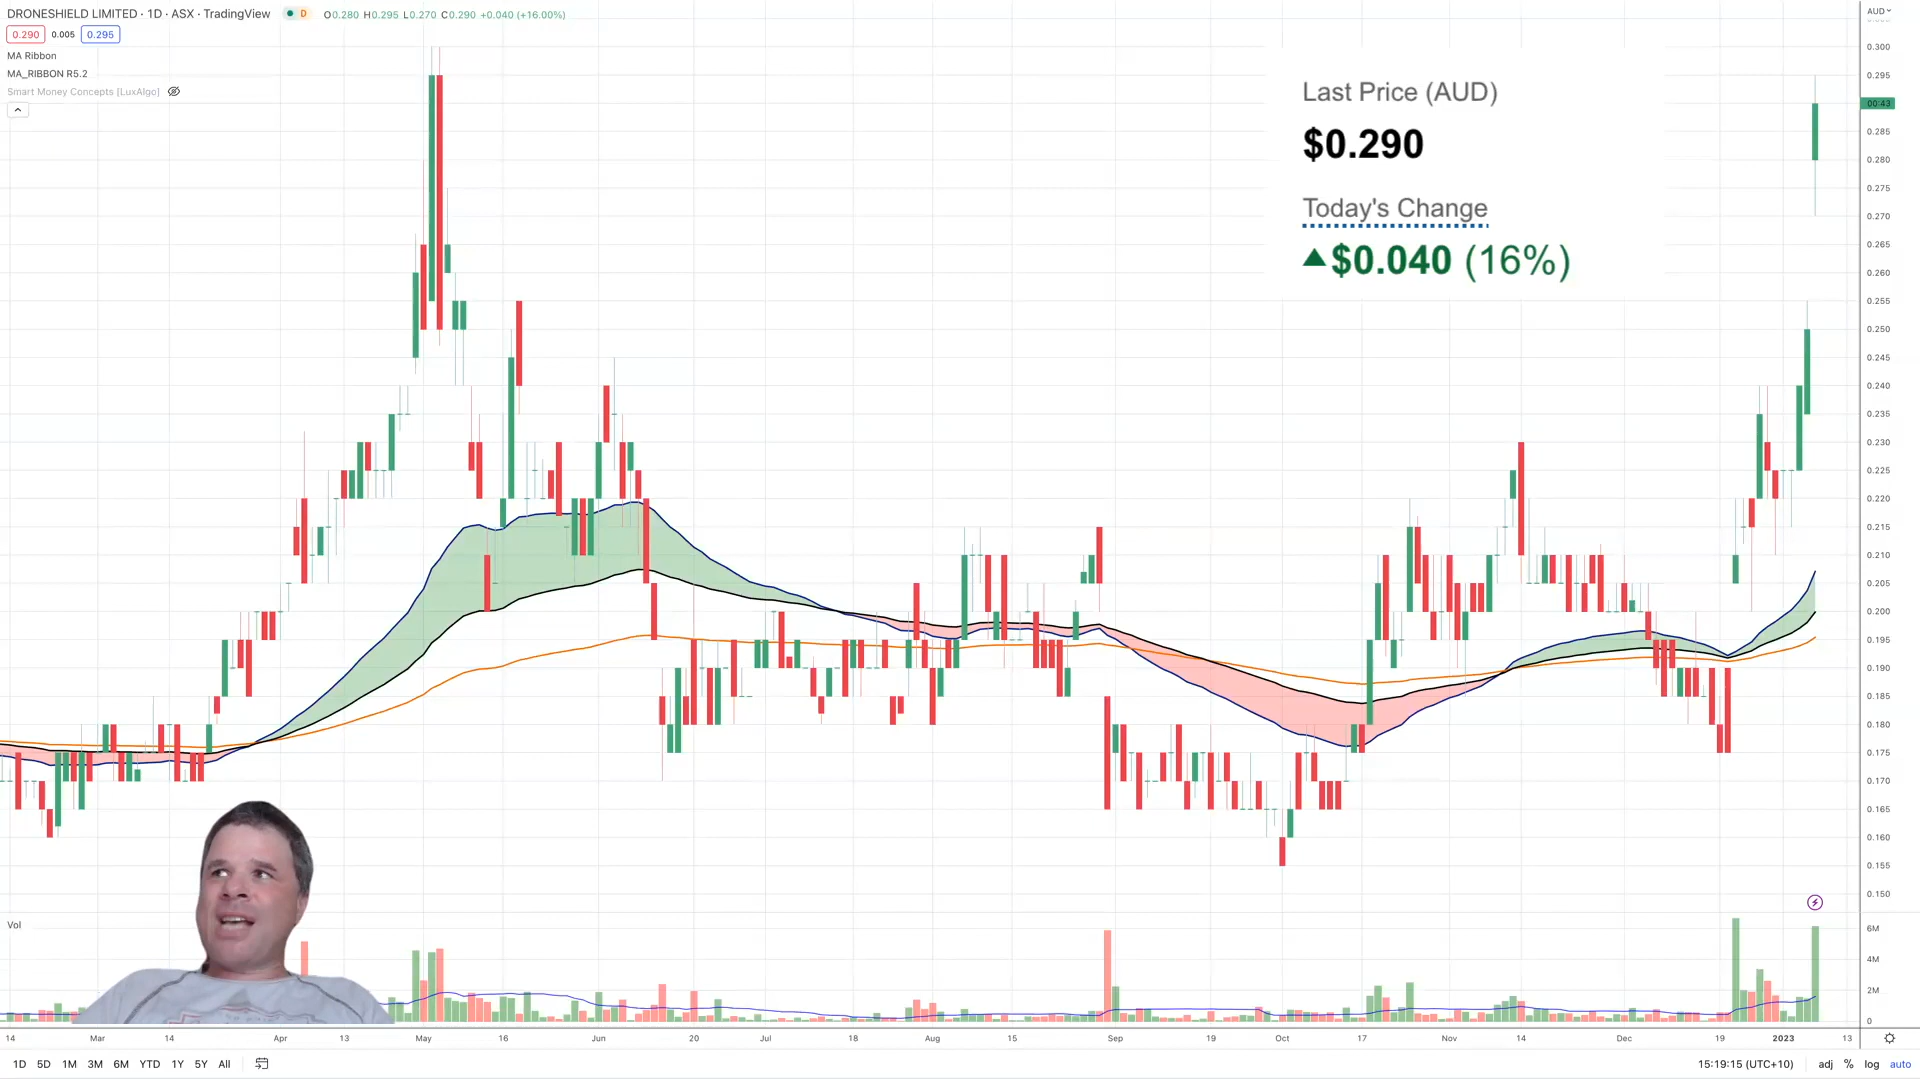 DRONESHIELD LIMITED · 1D · ASX · TradingView D O0.280 H0.295 L0.270 C0.290 +0.040 (+16.00%)
AUD
0.290 0.005 0.295
MA Ribbon
MA_RIBBON R5.2
Smart Money Concepts [LuxAlgo]
Last Price (AUD)
$0.290
Today's Change
$0.040 (16%)
0.300
0.295
00:43
0.285
0.280
0.275
0.270
0.265
0.260
0.255
0.250
0.245
0.240
0.235
0.230
0.225
0.220
0.215
0.210
0.205
0.200
0.195
0.190
0.185
0.180
0.175
0.170
0.165
0.160
0.155
0.150
Vol
6M
4M
2M
0
14 Mar 14 Apr 13 May 16 Jun 20 Jul 18 Aug 15 Sep 19 Oct 17 Nov 14 Dec 19 2023 13
1D 5D 1M 3M 6M YTD 1Y 5Y All 15:19:15 (UTC+10) adj % log auto